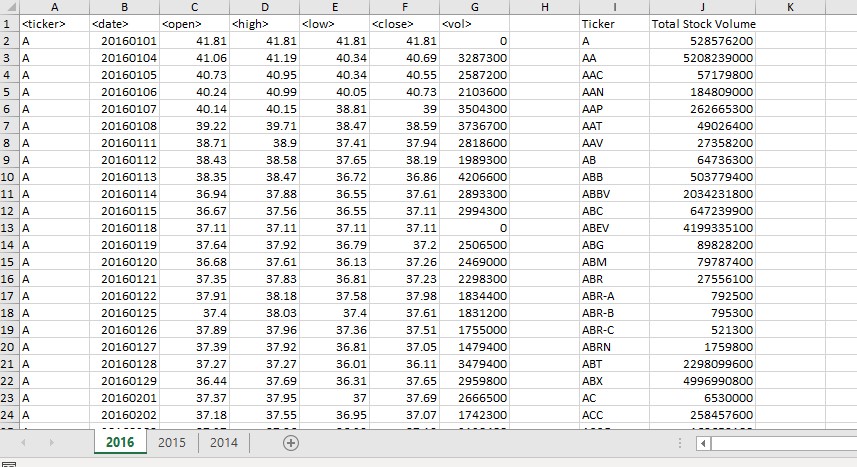 A B C D E F G H I J K
1 <ticker> <date> <open> <high> <low> <close> <vol> Ticker Total Stock Volume
2 A 20160101 41.81 41.81 41.81 41.81 0 A 528576200
3 A 20160104 41.06 41.19 40.34 40.69 3287300 AA 5208239000
4 A 20160105 40.73 40.95 40.34 40.55 2587200 AAC 57179800
5 A 20160106 40.24 40.99 40.05 40.73 2103600 AAN 184809000
6 A 20160107 40.14 40.15 38.81 39 3504300 AAP 262665300
7 A 20160108 39.22 39.71 38.47 38.59 3736700 AAT 49026400
8 A 20160111 38.71 38.9 37.41 37.94 2818600 AAV 27358200
9 A 20160112 38.43 38.58 37.65 38.19 1989300 AB 64736300
10 A 20160113 38.35 38.47 36.72 36.86 4206600 ABB 503779400
11 A 20160114 36.94 37.88 36.55 37.61 2893300 ABBV 2034231800
12 A 20160115 36.67 37.56 36.55 37.11 2994300 ABC 647239900
13 A 20160118 37.11 37.11 37.11 37.11 0 ABEV 4199335100
14 A 20160119 37.64 37.92 36.79 37.2 2506500 ABG 89828200
15 A 20160120 36.68 37.61 36.13 37.26 2469000 ABM 79787400
16 A 20160121 37.35 37.83 36.81 37.23 2298300 ABR 27556100
17 A 20160122 37.91 38.18 37.58 37.98 1834400 ABR-A 792500
18 A 20160125 37.4 38.03 37.4 37.61 1831200 ABR-B 795300
19 A 20160126 37.89 37.96 37.36 37.51 1755000 ABR-C 521300
20 A 20160127 37.39 37.92 36.81 37.05 1479400 ABRN 1759800
21 A 20160128 37.27 37.27 36.01 36.11 3479400 ABT 2298099600
22 A 20160129 36.44 37.69 36.31 37.65 2959800 ABX 4996990800
23 A 20160201 37.37 37.95 37 37.69 2666500 AC 6530000
24 A 20160202 37.18 37.55 36.95 37.07 1742300 ACC 258457600
2016 2015 2014